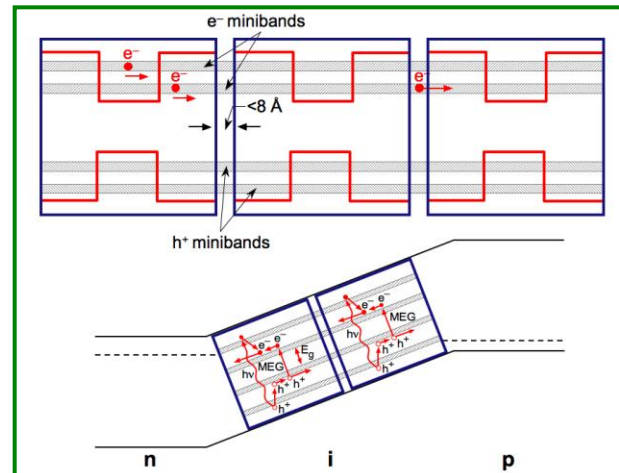 e⁻ minibands
e⁻
e⁻
e⁻
<8 Å
h⁺ minibands
e⁻
e⁻
MEG
hν
E_g
h⁺
h⁺
h⁺
e⁻
e⁻
MEG
hν
h⁺
h⁺
h⁺
n i p